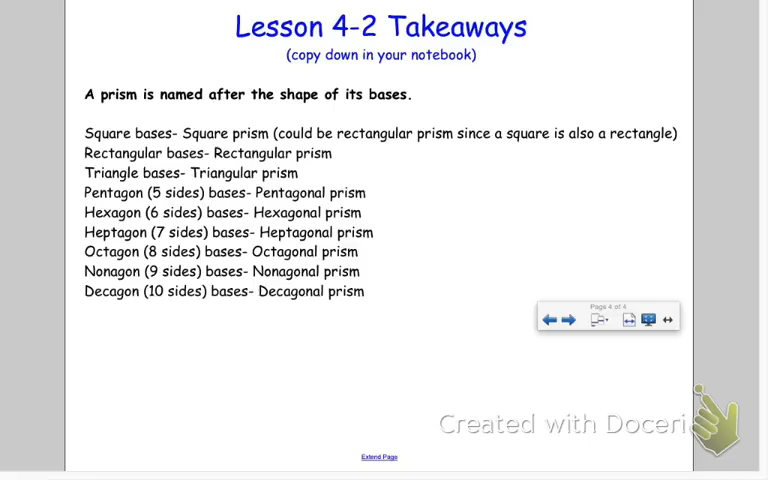 Lesson 4-2 Takeaways
(copy down in your notebook)
A prism is named after the shape of its bases.
Square bases- Square prism (could be rectangular prism since a square is also a rectangle)
Rectangular bases- Rectangular prism
Triangle bases- Triangular prism
Pentagon (5 sides) bases- Pentagonal prism
Hexagon (6 sides) bases- Hexagonal prism
Heptagon (7 sides) bases- Heptagonal prism
Octagon (8 sides) bases- Octagonal prism
Nonagon (9 sides) bases- Nonagonal prism
Decagon (10 sides) bases- Decagonal prism
Page 4 of 4
Created with Doceri
Extend Page